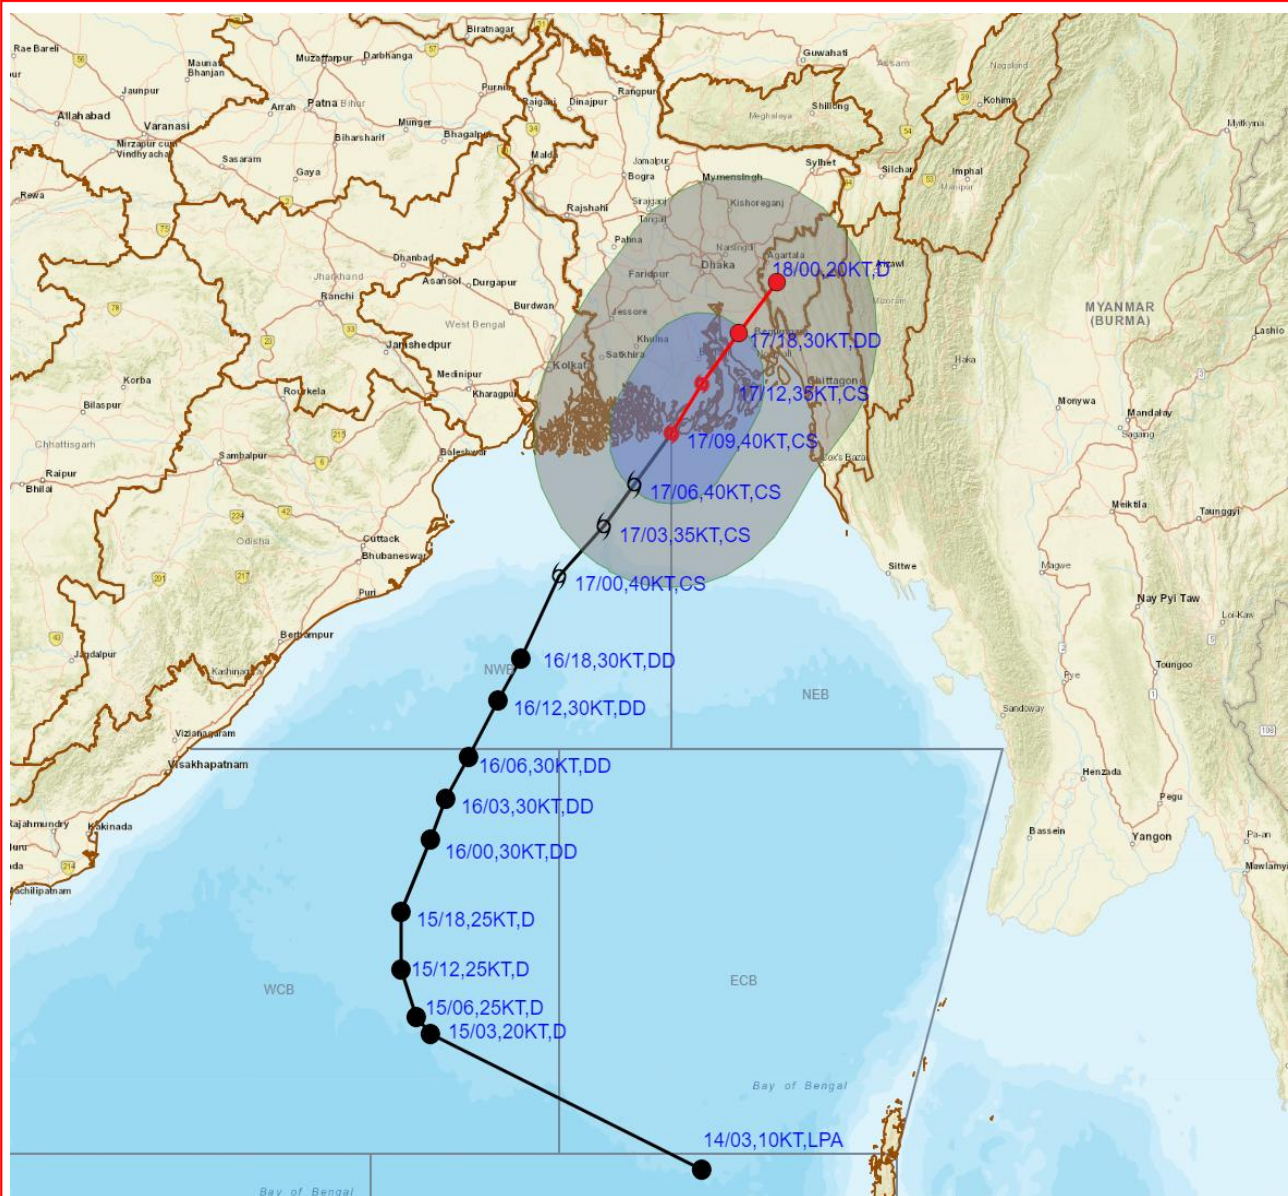 Biratnagar
Rae Bareli
Muzaffarpur
Darbhanga
Guwahati
Assam
Nagaland
Jaunpur
Patna
Bihar
Arrah
Dinajpur
Rangpur
Kohima
Allahabad
Varanasi
Munger
Shillong
Meghalaya
Mirzapur cum
Vindhyachal
Biharsharif
Bhagalpur
Malda
Jamalpur
Sylhet
Sasaram
Gaya
Bogra
Mymensingh
Silchar
Imphal
Manipur
Rewa
Rajshahi
Sirajganj
Kishoreganj
Tangail
Pabna
Dhanbad
Faridpur
Dhaka
Agartala
18/00,20KT,D
Jharkhand
Asansol
Durgapur
Ranchi
Burdwan
Jessore
MYANMAR
(BURMA)
West Bengal
Khulna
17/18,30KT,DD
Lashio
Jamshedpur
Satkhira
Haka
Korba
Medinipur
Chittagong
17/12,35KT,CS
Rourkela
Kharagpur
Monywa
Bilaspur
Mandalay
Sagaing
Chhattisgarh
17/09,40KT,CS
Raipur
Sambalpur
Baleshwar
Bhilai
17/06,40KT,CS
Meiktila
Taunggyi
Odisha
Cuttack
17/03,35KT,CS
Bhubaneswar
Sittwe
Magwe
Puri
17/00,40KT,CS
Nay Pyi Taw
Loi-Kaw
Berhampur
Jagdalpur
16/18,30KT,DD
NWB
Toungoo
Pye
NEB
16/12,30KT,DD
Sandoway
Vizianagaram
Visakhapatnam
16/06,30KT,DD
Henzada
16/03,30KT,DD
Pegu
Rajahmundry
Kakinada
Bassein
Yangon
Pa-an
16/00,30KT,DD
Mawlamyi
Machilipatnam
15/18,25KT,D
15/12,25KT,D
ECB
WCB
15/06,25KT,D
15/03,20KT,D
Bay of Bengal
14/03,10KT,LPA
Bay of Bengal